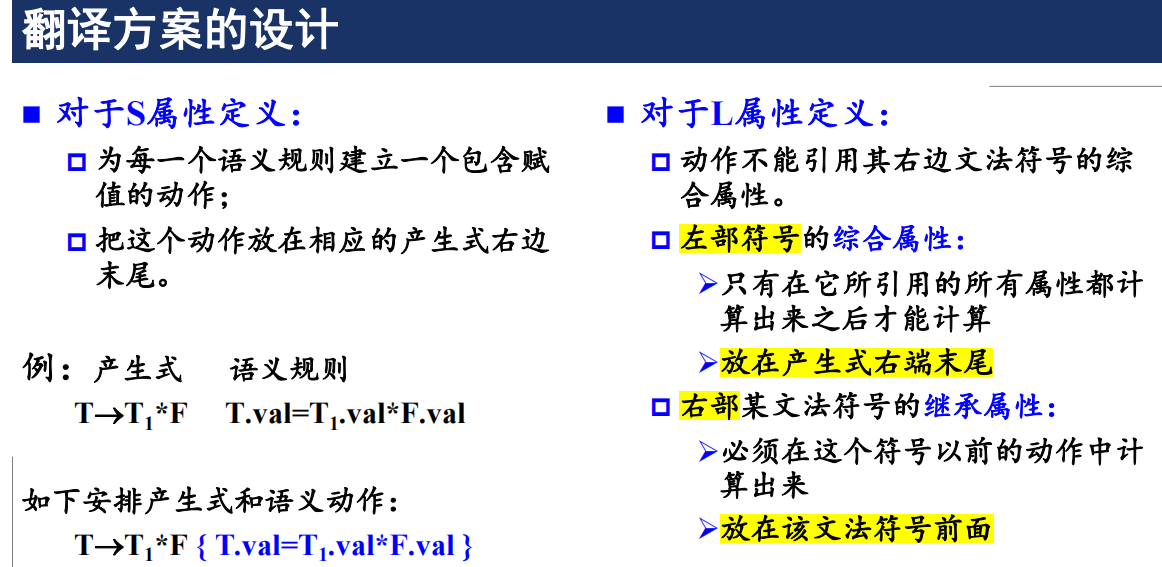 翻译方案的设计
■ 对于S属性定义：
为每一个语义规则建立一个包含赋
值的动作；
把这个动作放在相应的产生式右边
末尾。
例：产生式 语义规则
T→T₁*F T.val=T₁.val*F.val
如下安排产生式和语义动作：
T→T₁*F { T.val=T₁.val*F.val }
■ 对于L属性定义：
动作不能引用其右边文法符号的综
合属性。
左部符号的综合属性：
➢只有在它所引用的所有属性都计
算出来之后才能计算
➢放在产生式右端末尾
右部某文法符号的继承属性：
➢必须在这个符号以前的动作中计
算出来
➢放在该文法符号前面